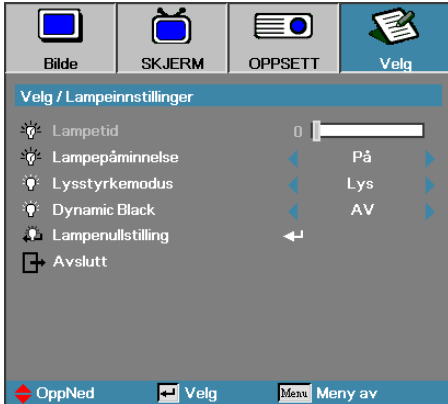 Bilde SKJERM OPPSETT Velg
Velg / Lampeinnstillinger
Lampetid 0
Lampepåminnelse På
Lysstyrkemodus Lys
Dynamic Black AV
Lampenullstilling
Avslutt
OppNed Velg Menu Meny av